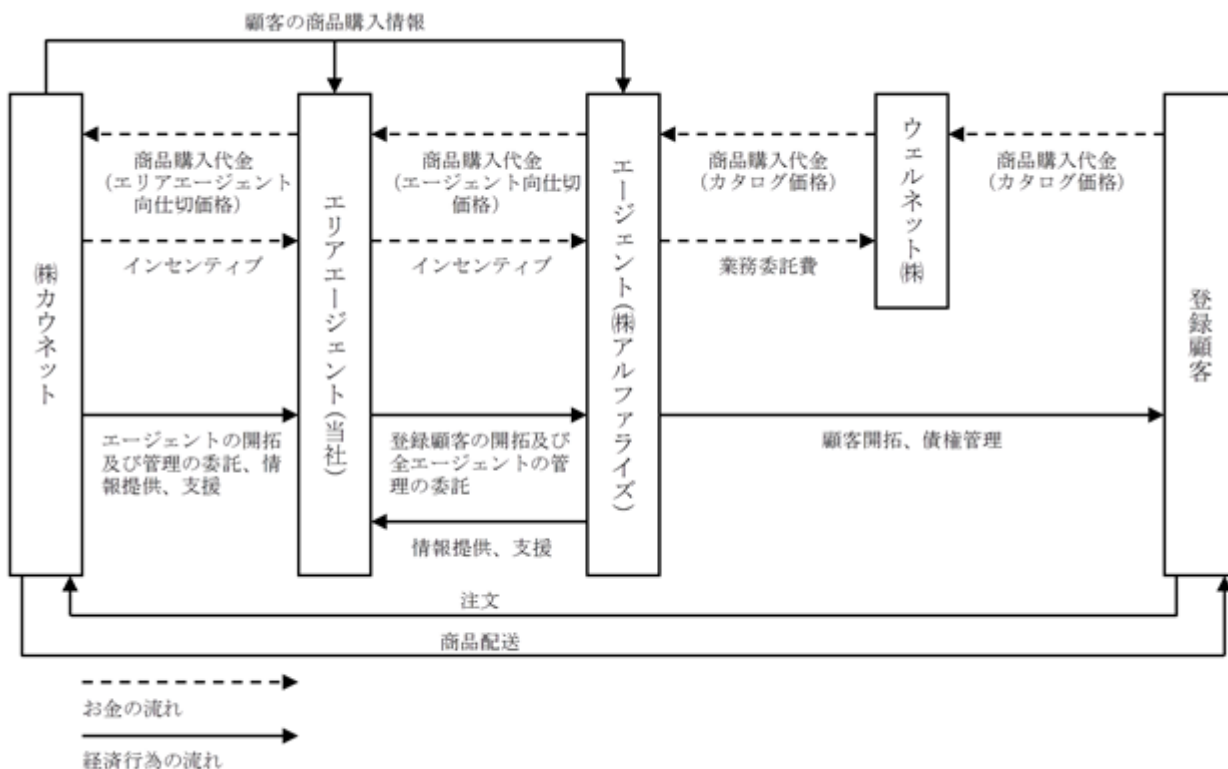 顧客の商品購入情報
㈱カウネット
エリアエージェント(当社)
エージェント(㈱アルファライズ)
ウェルネット㈱
登録顧客
商品購入代金
(エリアエージェント
向仕切価格)
商品購入代金
(エージェント向仕切
価格)
商品購入代金
(カタログ価格)
商品購入代金
(カタログ価格)
インセンティブ
インセンティブ
業務委託費
エージェントの開拓
及び管理の委託、情
報提供、支援
登録顧客の開拓及び
全エージェントの管
理の委託
顧客開拓、債権管理
情報提供、支援
注文
商品配送
お金の流れ
経済行為の流れ